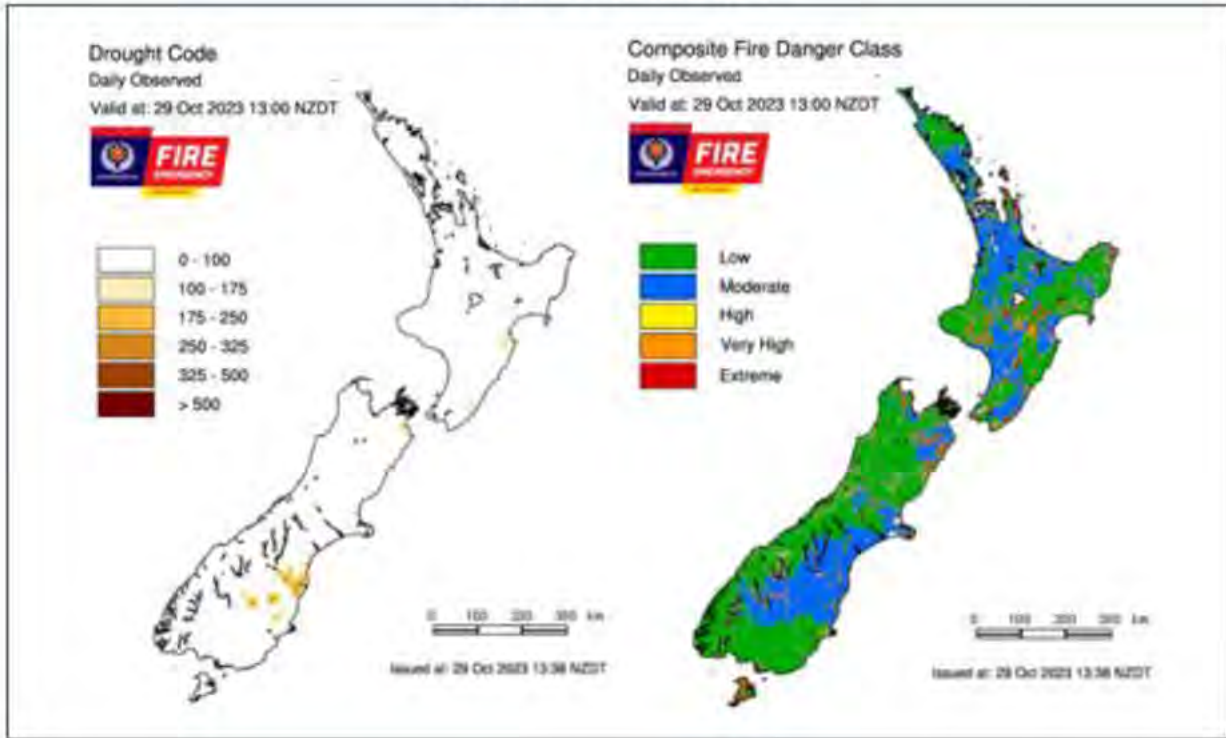 Drought Code
Daily Observed
Valid at: 29 Oct 2023 13:00 NZDT
FIRE
EMERGENCY
0 - 100
100 - 175
175 - 250
250 - 325
325 - 500
> 500
0 100 200 300 km
Issued at: 29 Oct 2023 13:38 NZDT
Composite Fire Danger Class
Daily Observed
Valid at: 29 Oct 2023 13:00 NZDT
FIRE
EMERGENCY
Low
Moderate
High
Very High
Extreme
0 100 200 300 km
Issued at: 29 Oct 2023 13:38 NZDT